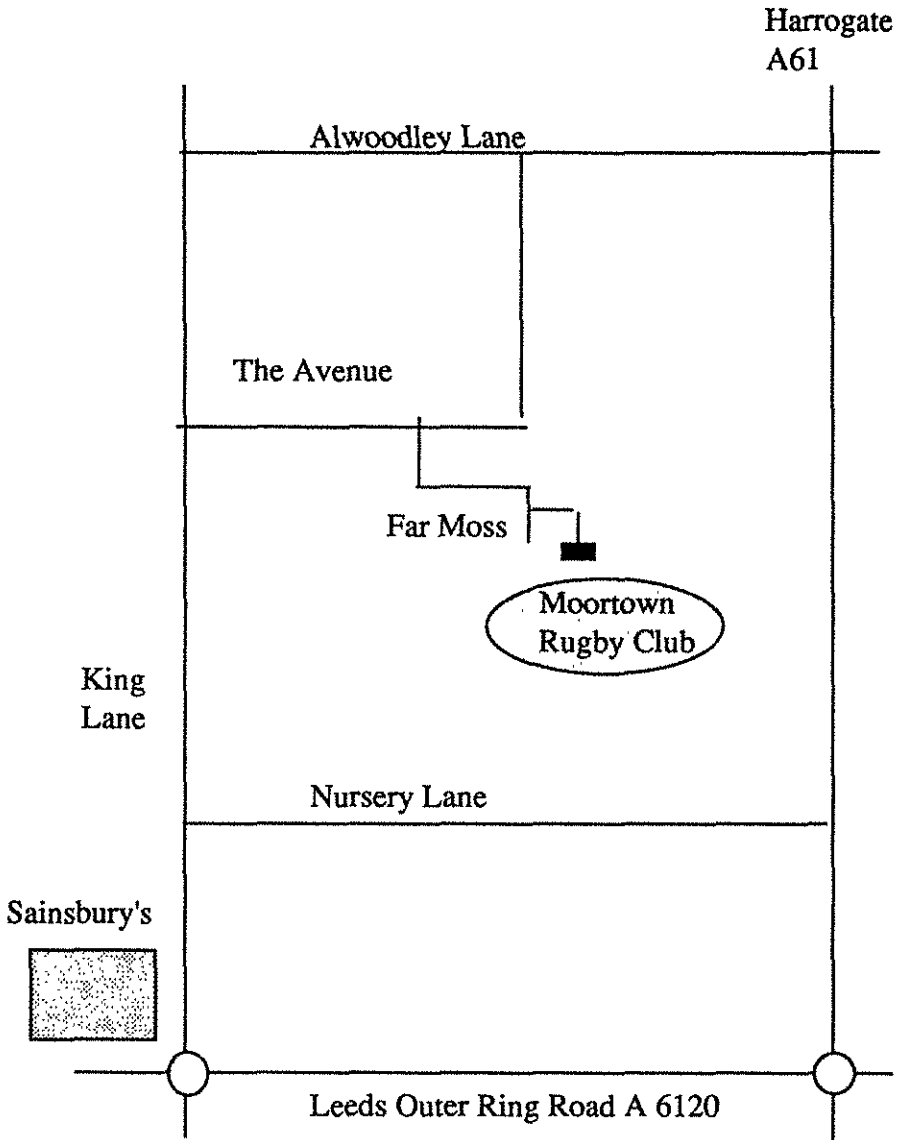 Harrogate
A61
Alwoodley Lane
The Avenue
Far Moss
Moortown
Rugby Club
King
Lane
Nursery Lane
Sainsbury's
Leeds Outer Ring Road A 6120